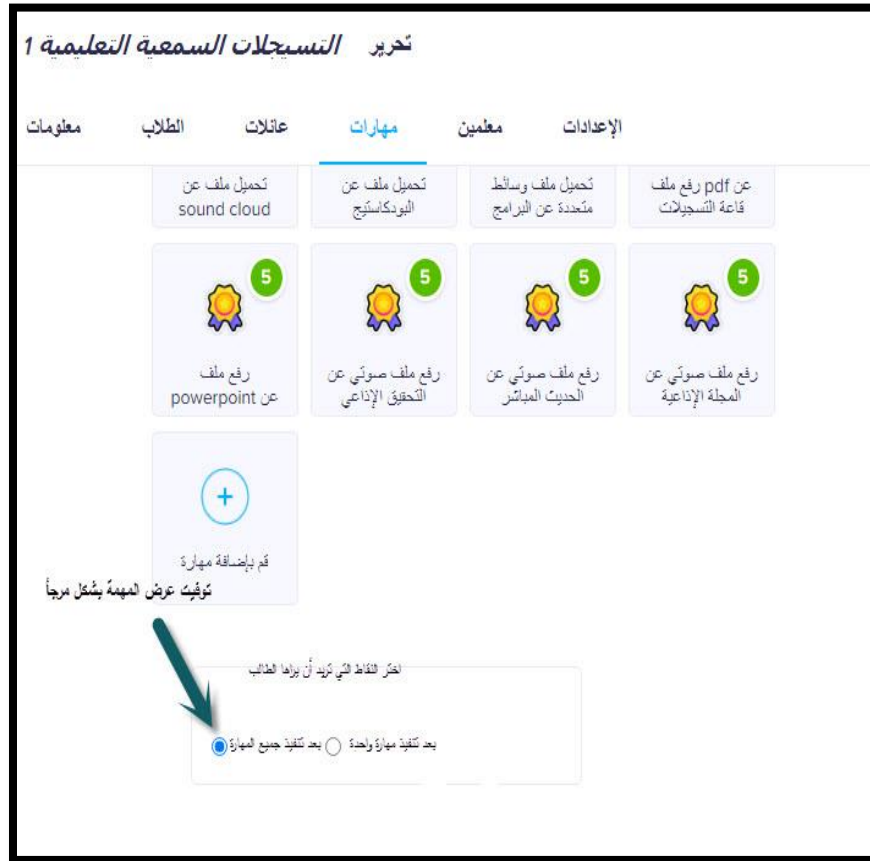 تحرير التسيجلات السمعية التعليمية 1
الإعدادات معلمين مهارات عائلات الطلاب معلومات
عن pdf رفع ملف
قاعة التسجيلات
تحميل ملف وسائط
متعددة عن البرامج
تحميل ملف عن
البودكاستيج
تحميل ملف عن
sound cloud
5
رفع ملف صوتي عن
المجلة الإذاعية
5
رفع ملف صوتي عن
الحديث المباشر
5
رفع ملف صوتي عن
التحقيق الإذاعي
5
رفع ملف
عن powerpoint
+
قم بإضافة مهارة
توقيت عرض المهمة بشكل مرجأ
اختر النقاط التي تريد أن يراها الطالب
بعد تنفيذ مهارة واحدة بعد تنفيذ جميع المهارة